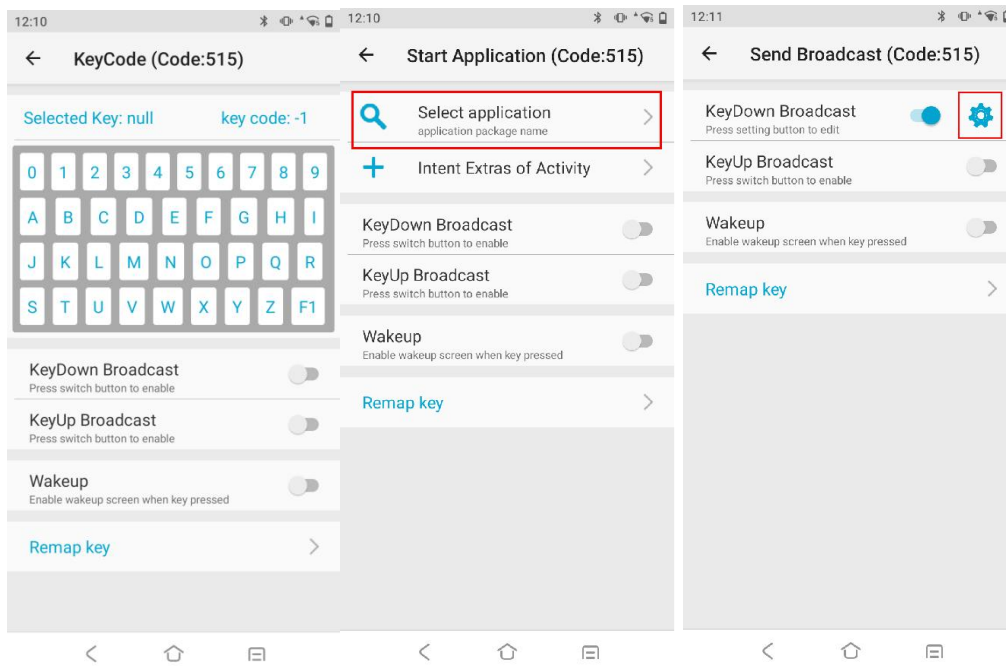 12:10
KeyCode (Code:515)
Selected Key: null key code: -1
0 1 2 3 4 5 6 7 8 9
A B C D E F G H I
J K L M N O P Q R
S T U V W X Y Z F1
KeyDown Broadcast
Press switch button to enable
KeyUp Broadcast
Press switch button to enable
Wakeup
Enable wakeup screen when key pressed
Remap key
12:10
Start Application (Code:515)
Select application
application package name
Intent Extras of Activity
KeyDown Broadcast
Press switch button to enable
KeyUp Broadcast
Press switch button to enable
Wakeup
Enable wakeup screen when key pressed
Remap key
12:11
Send Broadcast (Code:515)
KeyDown Broadcast
Press setting button to edit
KeyUp Broadcast
Press switch button to enable
Wakeup
Enable wakeup screen when key pressed
Remap key